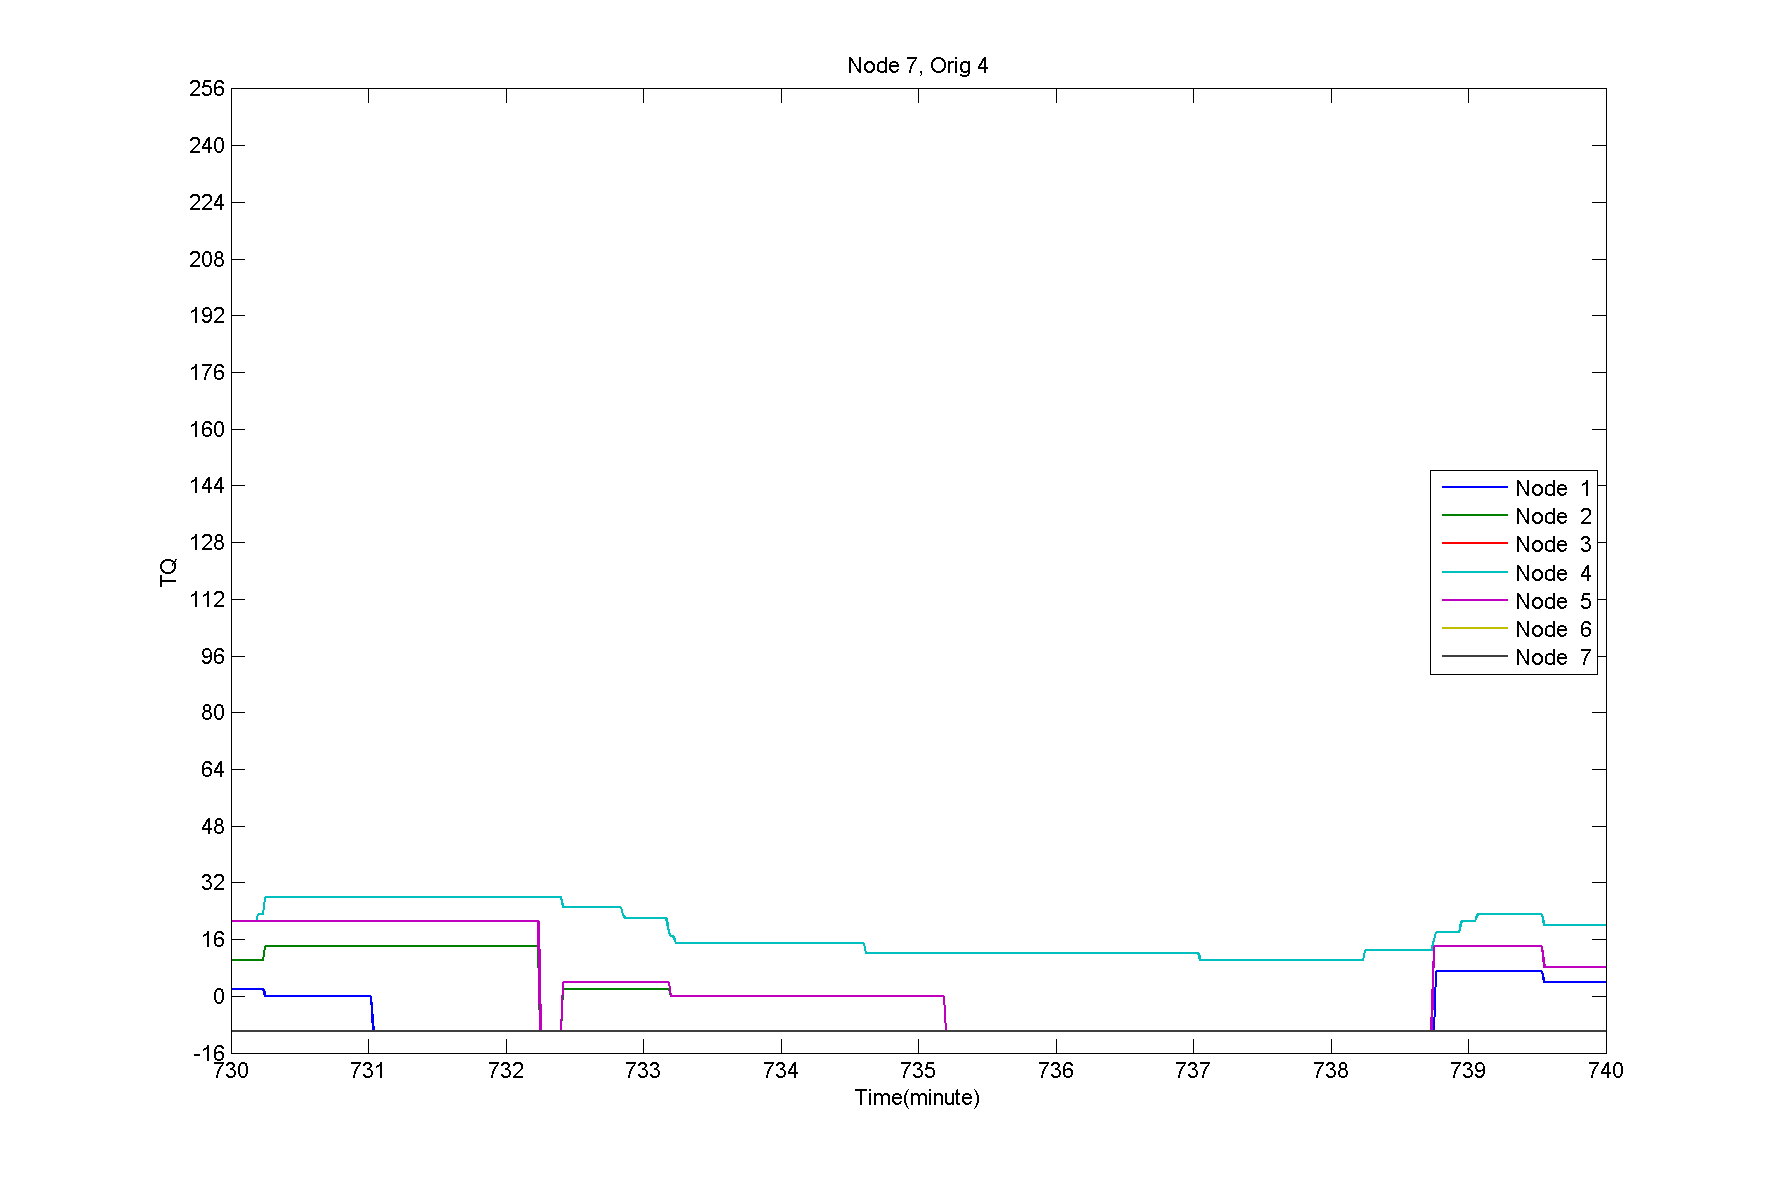 Node 7, Orig 4
256
240
224
208
192
176
160
144
128
112
96
80
64
48
32
16
0
-16
TQ
730 731 732 733 734 735 736 737 738 739 740
Time(minute)
Node 1
Node 2
Node 3
Node 4
Node 5
Node 6
Node 7